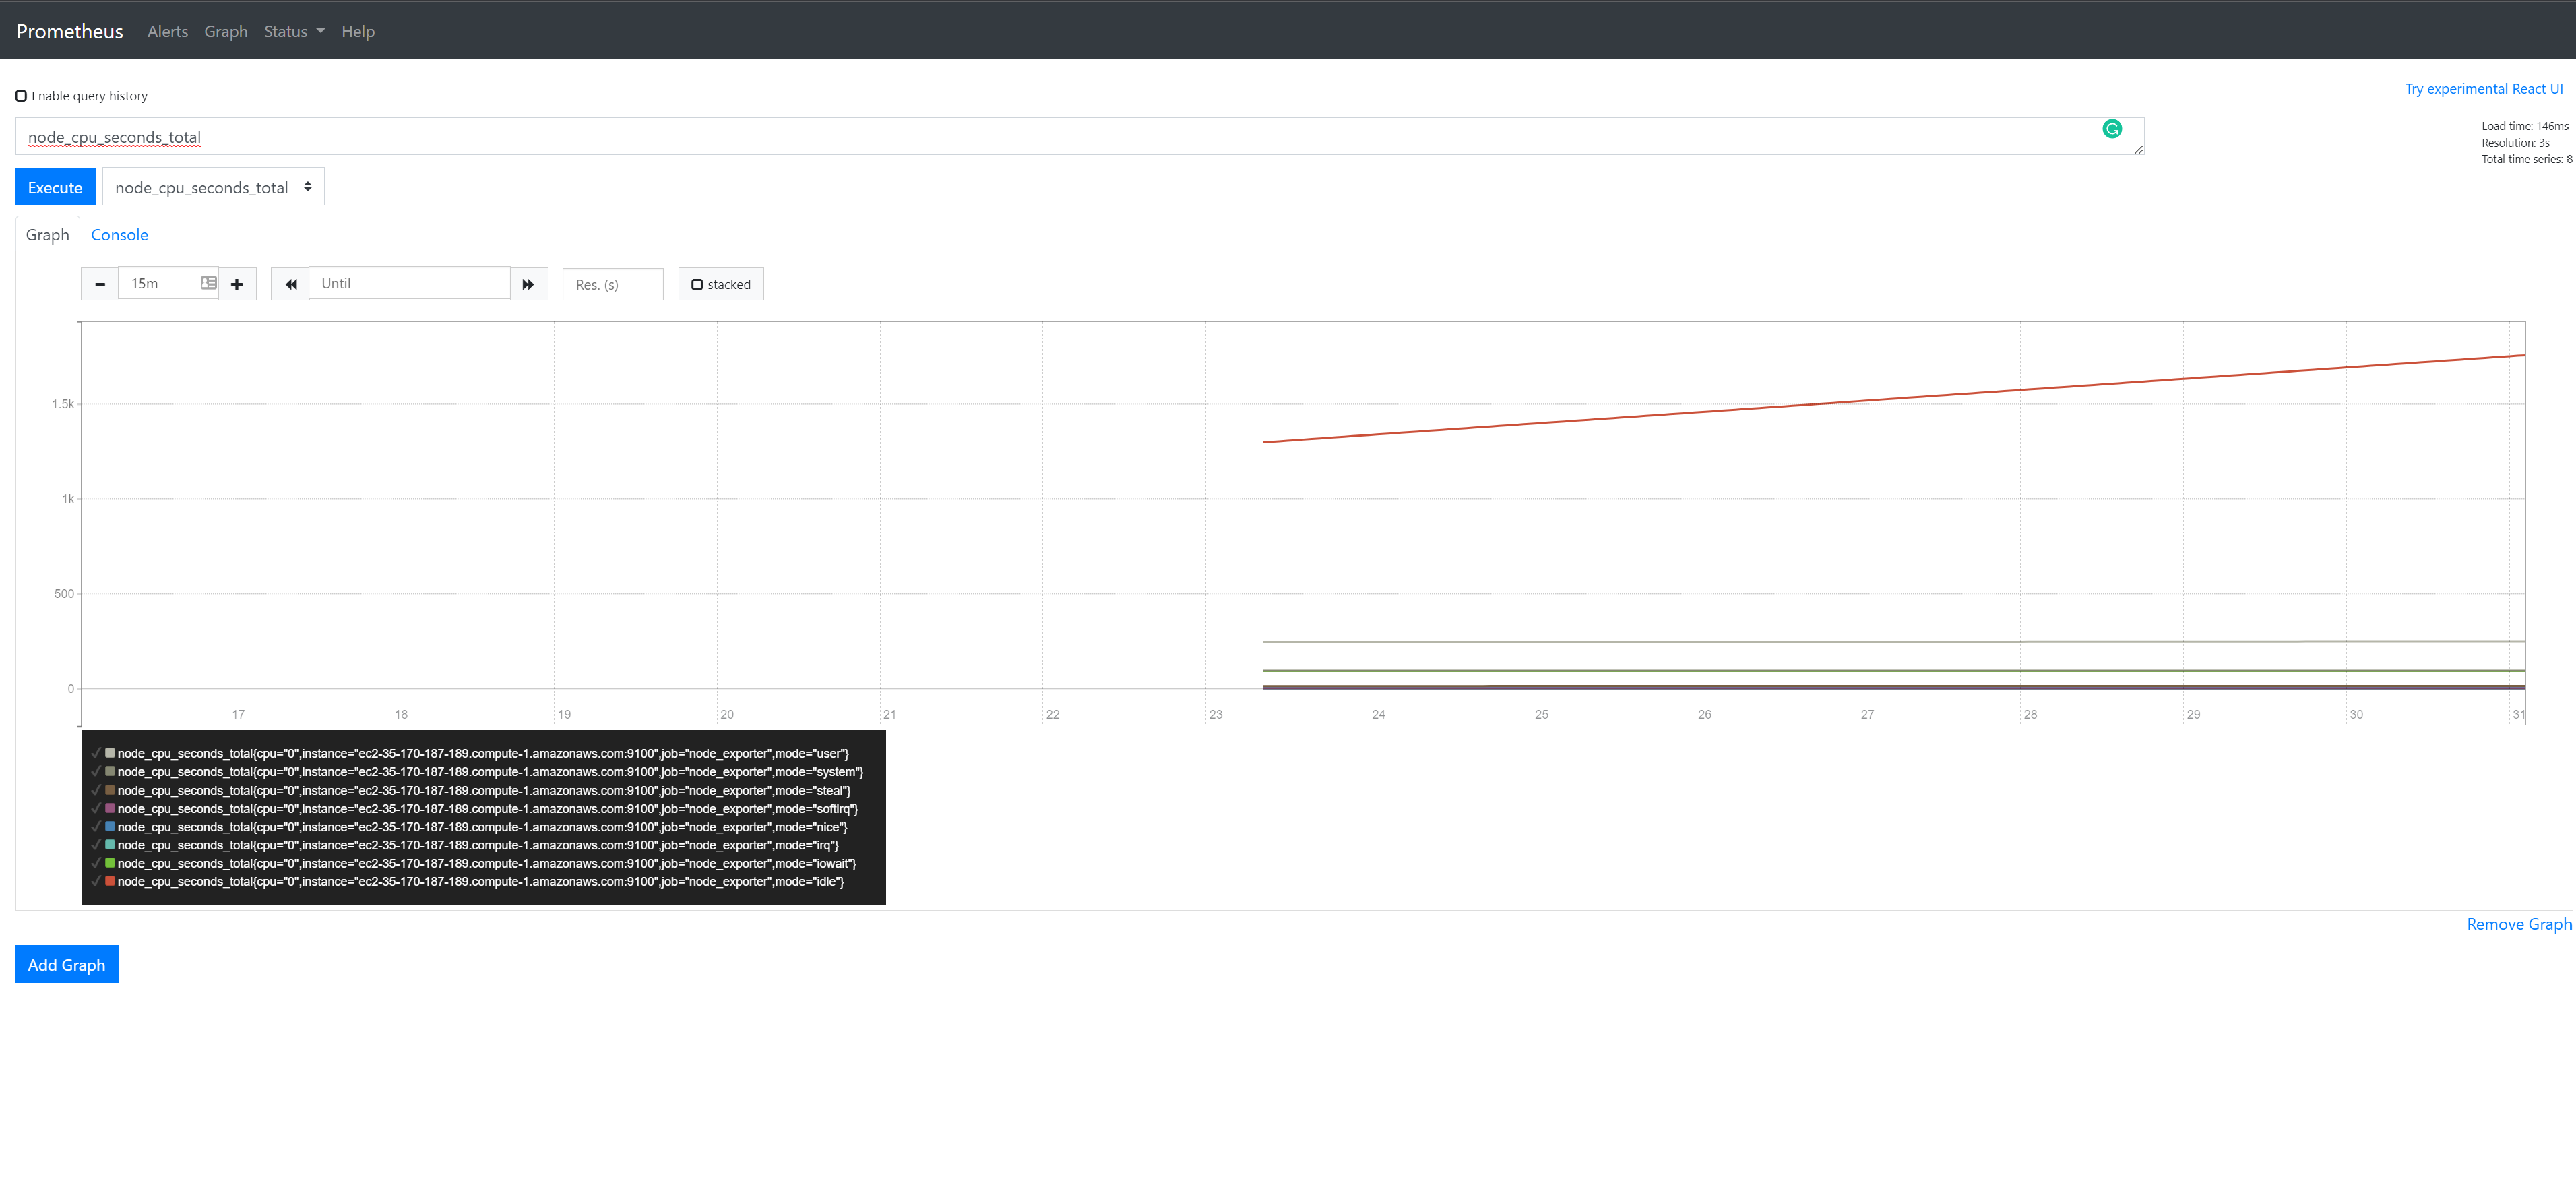 Prometheus Alerts Graph Status Help
Enable query history
Try experimental React UI
node_cpu_seconds_total
Load time: 146ms
Resolution: 3s
Total time series: 8
Execute node_cpu_seconds_total
Graph Console
15m Until Res. (s) stacked
1.5k
1k
500
0
17 18 19 20 21 22 23 24 25 26 27 28 29 30 31
node_cpu_seconds_total{cpu="0",instance="ec2-35-170-187-189.compute-1.amazonaws.com:9100",job="node_exporter",mode="user"}
node_cpu_seconds_total{cpu="0",instance="ec2-35-170-187-189.compute-1.amazonaws.com:9100",job="node_exporter",mode="system"}
node_cpu_seconds_total{cpu="0",instance="ec2-35-170-187-189.compute-1.amazonaws.com:9100",job="node_exporter",mode="steal"}
node_cpu_seconds_total{cpu="0",instance="ec2-35-170-187-189.compute-1.amazonaws.com:9100",job="node_exporter",mode="softirq"}
node_cpu_seconds_total{cpu="0",instance="ec2-35-170-187-189.compute-1.amazonaws.com:9100",job="node_exporter",mode="nice"}
node_cpu_seconds_total{cpu="0",instance="ec2-35-170-187-189.compute-1.amazonaws.com:9100",job="node_exporter",mode="irq"}
node_cpu_seconds_total{cpu="0",instance="ec2-35-170-187-189.compute-1.amazonaws.com:9100",job="node_exporter",mode="iowait"}
node_cpu_seconds_total{cpu="0",instance="ec2-35-170-187-189.compute-1.amazonaws.com:9100",job="node_exporter",mode="idle"}
Remove Graph
Add Graph